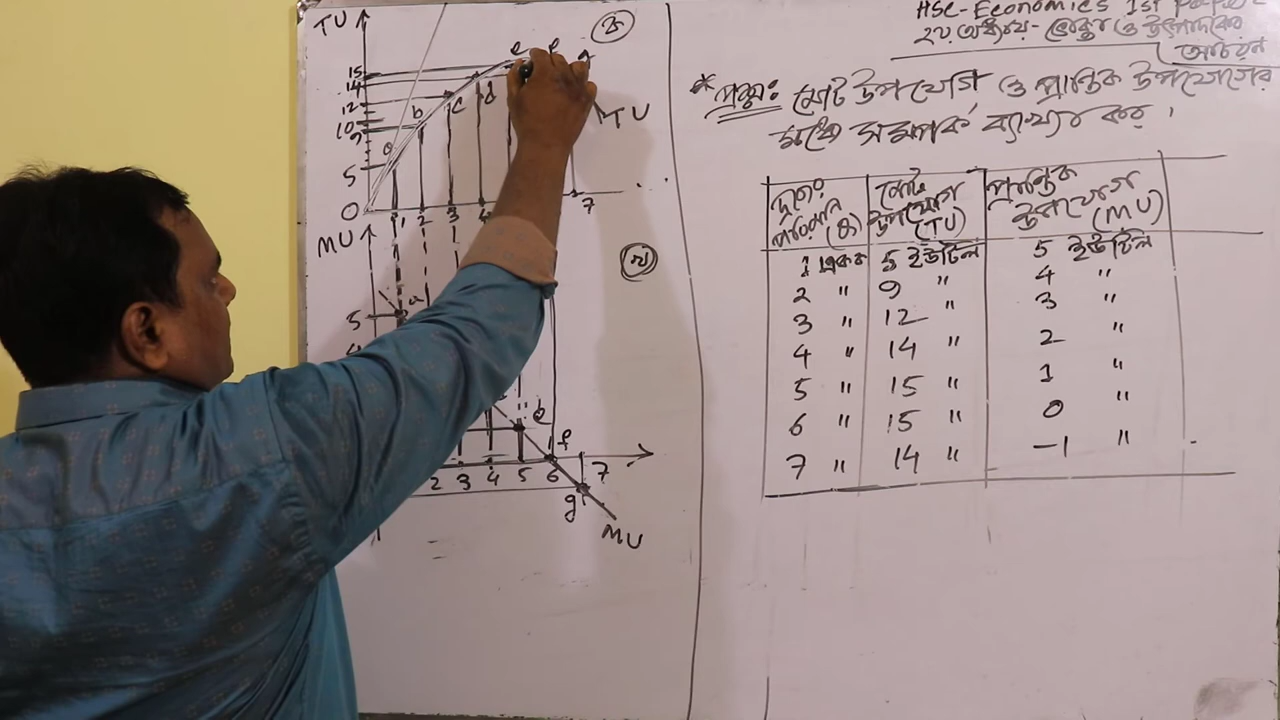 HSC-Economics 1st Paper
২য় অধ্যায়- ভোক্তা ও উৎপাদকের
আচরন
* প্রশ্ন: মোট উপযোগ ও প্রান্তিক উপযোগের
মধ্যে সম্পর্ক ব্যাখ্যা কর।
TU
ক
15
14
12
10
9
5
0
a
b
c
d
e
f
g
TU
1 2 3 4 7
MU
খ
5
a
e
f
2 3 4 5 6 7
g
MU
দ্রব্যের পরিমান (Q) মোট উপযোগ (TU) প্রান্তিক উপযোগ (MU)
1 একক 5 ইউটিল 5 ইউটিল
2 " 9 " 4 "
3 " 12 " 3 "
4 " 14 " 2 "
5 " 15 " 1 "
6 " 15 " 0 "
7 " 14 " -1 "